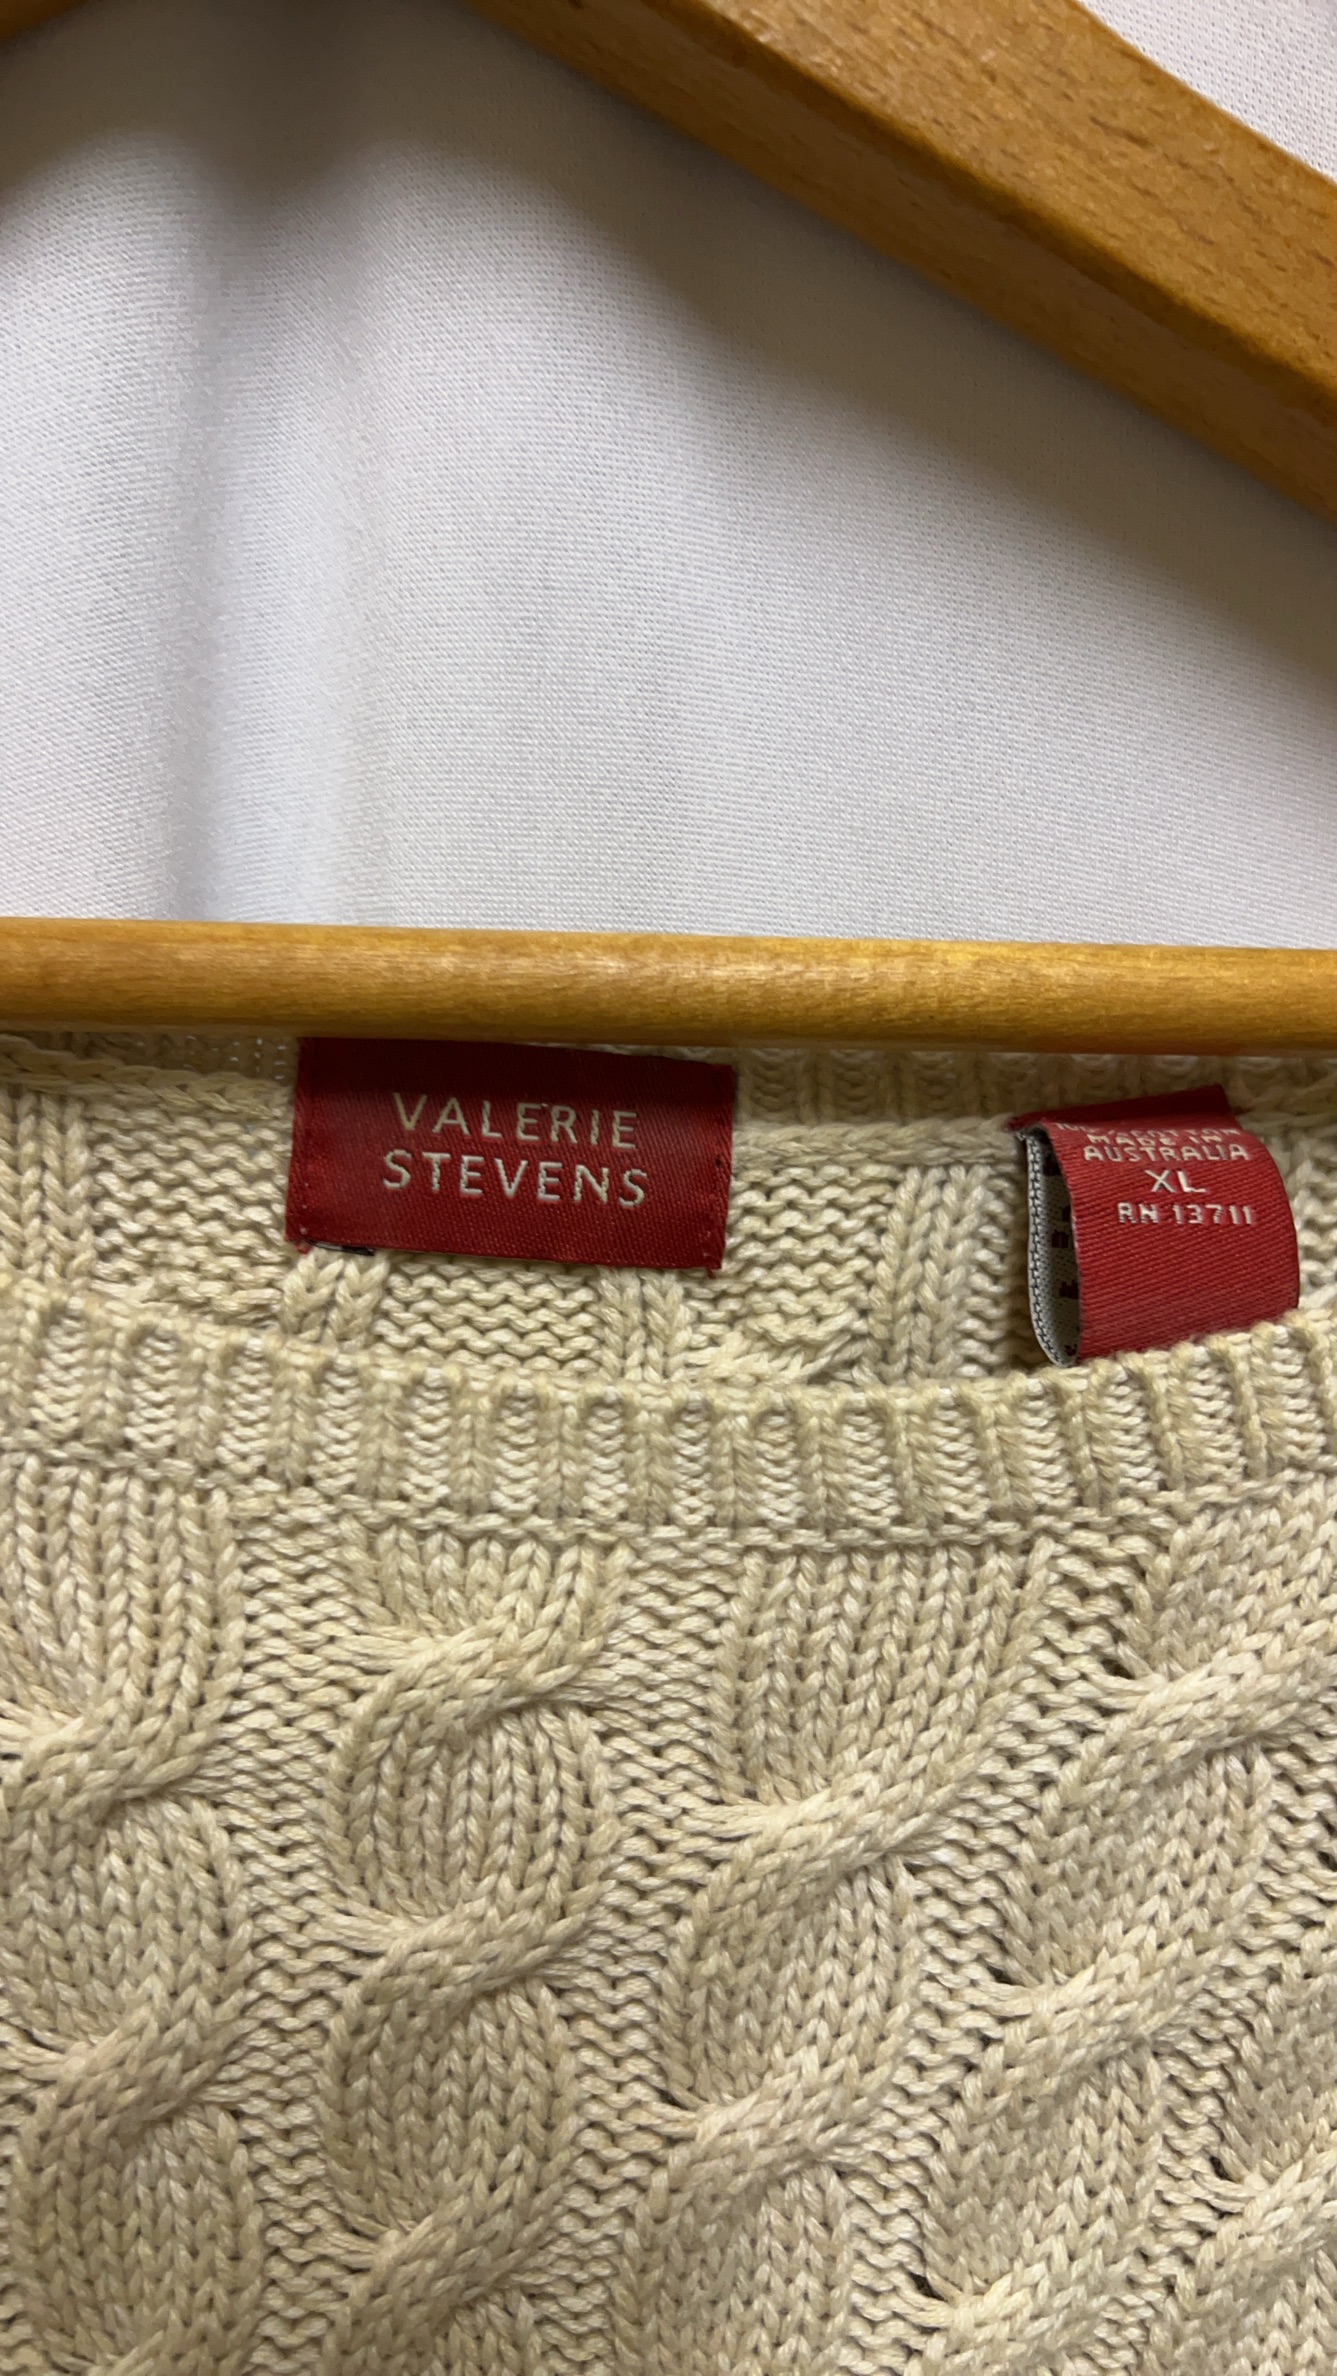 VALERIE
STEVENS
MADE IN
AUSTRALIA
XL
RN 13711